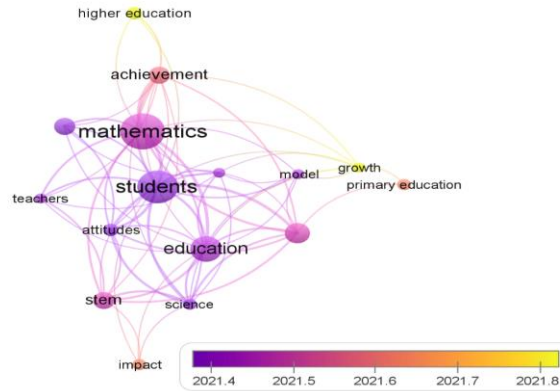 higher education
achievement
mathematics
students
model
growth
primary education
teachers
attitudes
education
stem
science
impact
2021.4 2021.5 2021.6 2021.7 2021.8